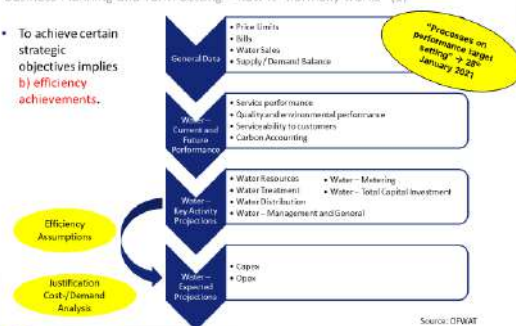 • To achieve certain
strategic
objectives implies
b) efficiency
achievements.
General Data
• Price Limits
• Bills
• Water Sales
• Supply / Demand Balance
"Processes on
performance target
setting" → 28th
January 2021
Water –
Current and
Future
Performance
• Service performance
• Quality and environmental performance
• Serviceability to customers
• Carbon Accounting
Water –
Key Activity
Projections
• Water Resources
• Water Treatment
• Water Distribution
• Water – Management and General
• Water – Metering
• Water – Total Capital Investment
Efficiency
Assumptions
Water –
Expected
Projections
• Capex
• Opex
Justification
Cost-/Demand
Analysis
Source: OFWAT